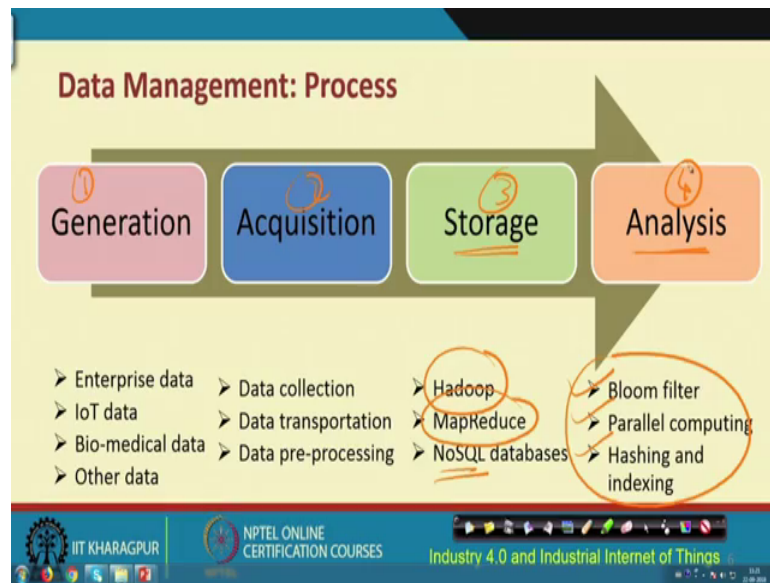 Data Management: Process
1
2
3
4
Generation
Acquisition
Storage
Analysis
Enterprise data
IoT data
Bio-medical data
Other data
Data collection
Data transportation
Data pre-processing
Hadoop
MapReduce
NoSQL databases
Bloom filter
Parallel computing
Hashing and
indexing
IIT KHARAGPUR
NPTEL ONLINE
CERTIFICATION COURSES
Industry 4.0 and Industrial Internet of Things